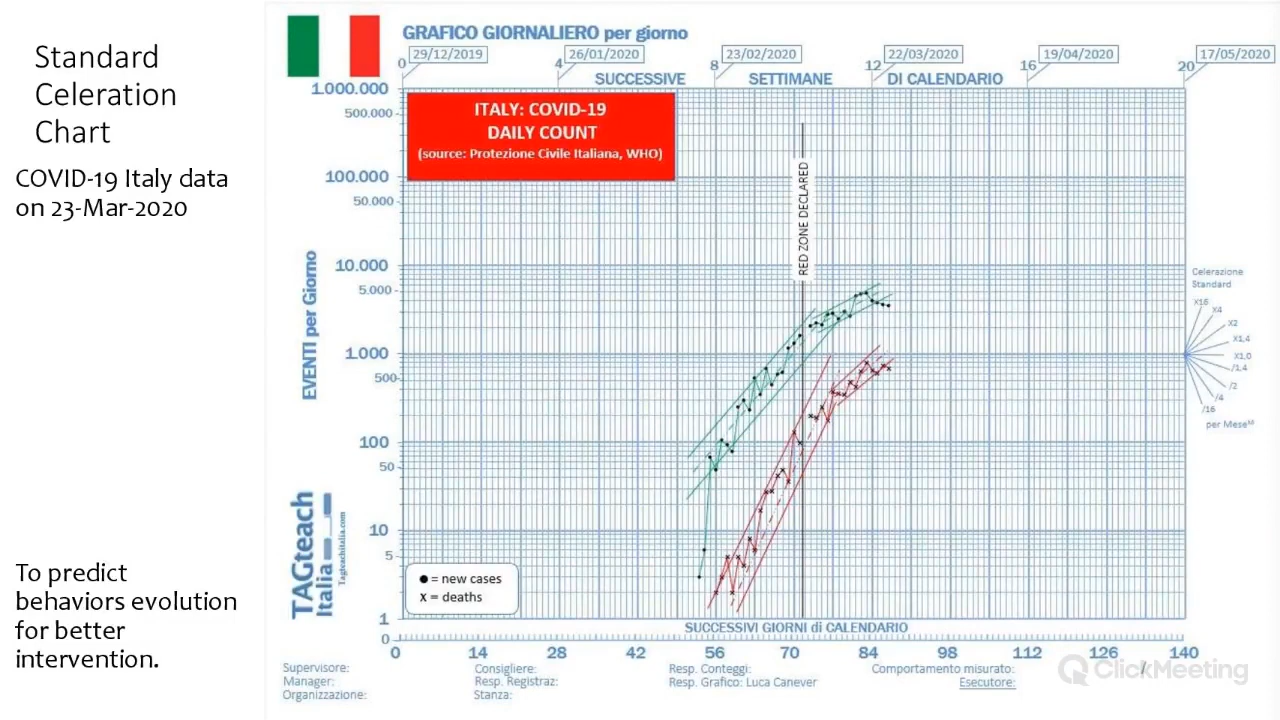 Standard
Celeration
Chart
COVID-19 Italy data
on 23-Mar-2020
To predict
behaviors evolution
for better
intervention.
GRAFICO GIORNALIERO per giorno
29/12/2019 26/01/2020 23/02/2020 22/03/2020 19/04/2020 17/05/2020
0 4 8 12 16 20
SUCCESSIVE SETTIMANE DI CALENDARIO
ITALY: COVID-19
DAILY COUNT
(source: Protezione Civile Italiana, WHO)
1.000.000
500.000
100.000
50.000
10.000
5.000
1.000
500
100
50
10
5
1
0
EVENTI per Giorno
RED ZONE DECLARED
TAGteach
Italia
Tagteachitalia.com
● = new cases
x = deaths
Celerazione
Standard
X16
X4
X2
X1,4
X1,0
/1,4
/2
/4
/16
per Meseᴹ
SUCCESSIVI GIORNI di CALENDARIO
0 14 28 42 56 70 84 98 112 126 140
Supervisore: Consigliere: Resp. Conteggi: Comportamento misurato: /
Manager: Resp. Registraz: Resp. Grafico: Luca Canever Esecutore:
Organizzazione: Stanza:
ClickMeeting